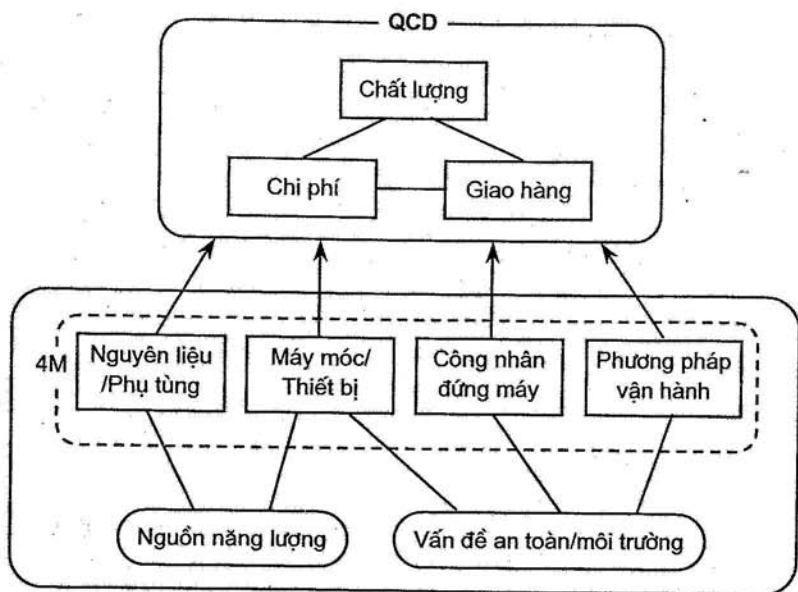 QCD
Chất lượng
Chi phí
Giao hàng
4M
Nguyên liệu
/Phụ tùng
Máy móc/
Thiết bị
Công nhân
đứng máy
Phương pháp
vận hành
Nguồn năng lượng
Vấn đề an toàn/môi trường